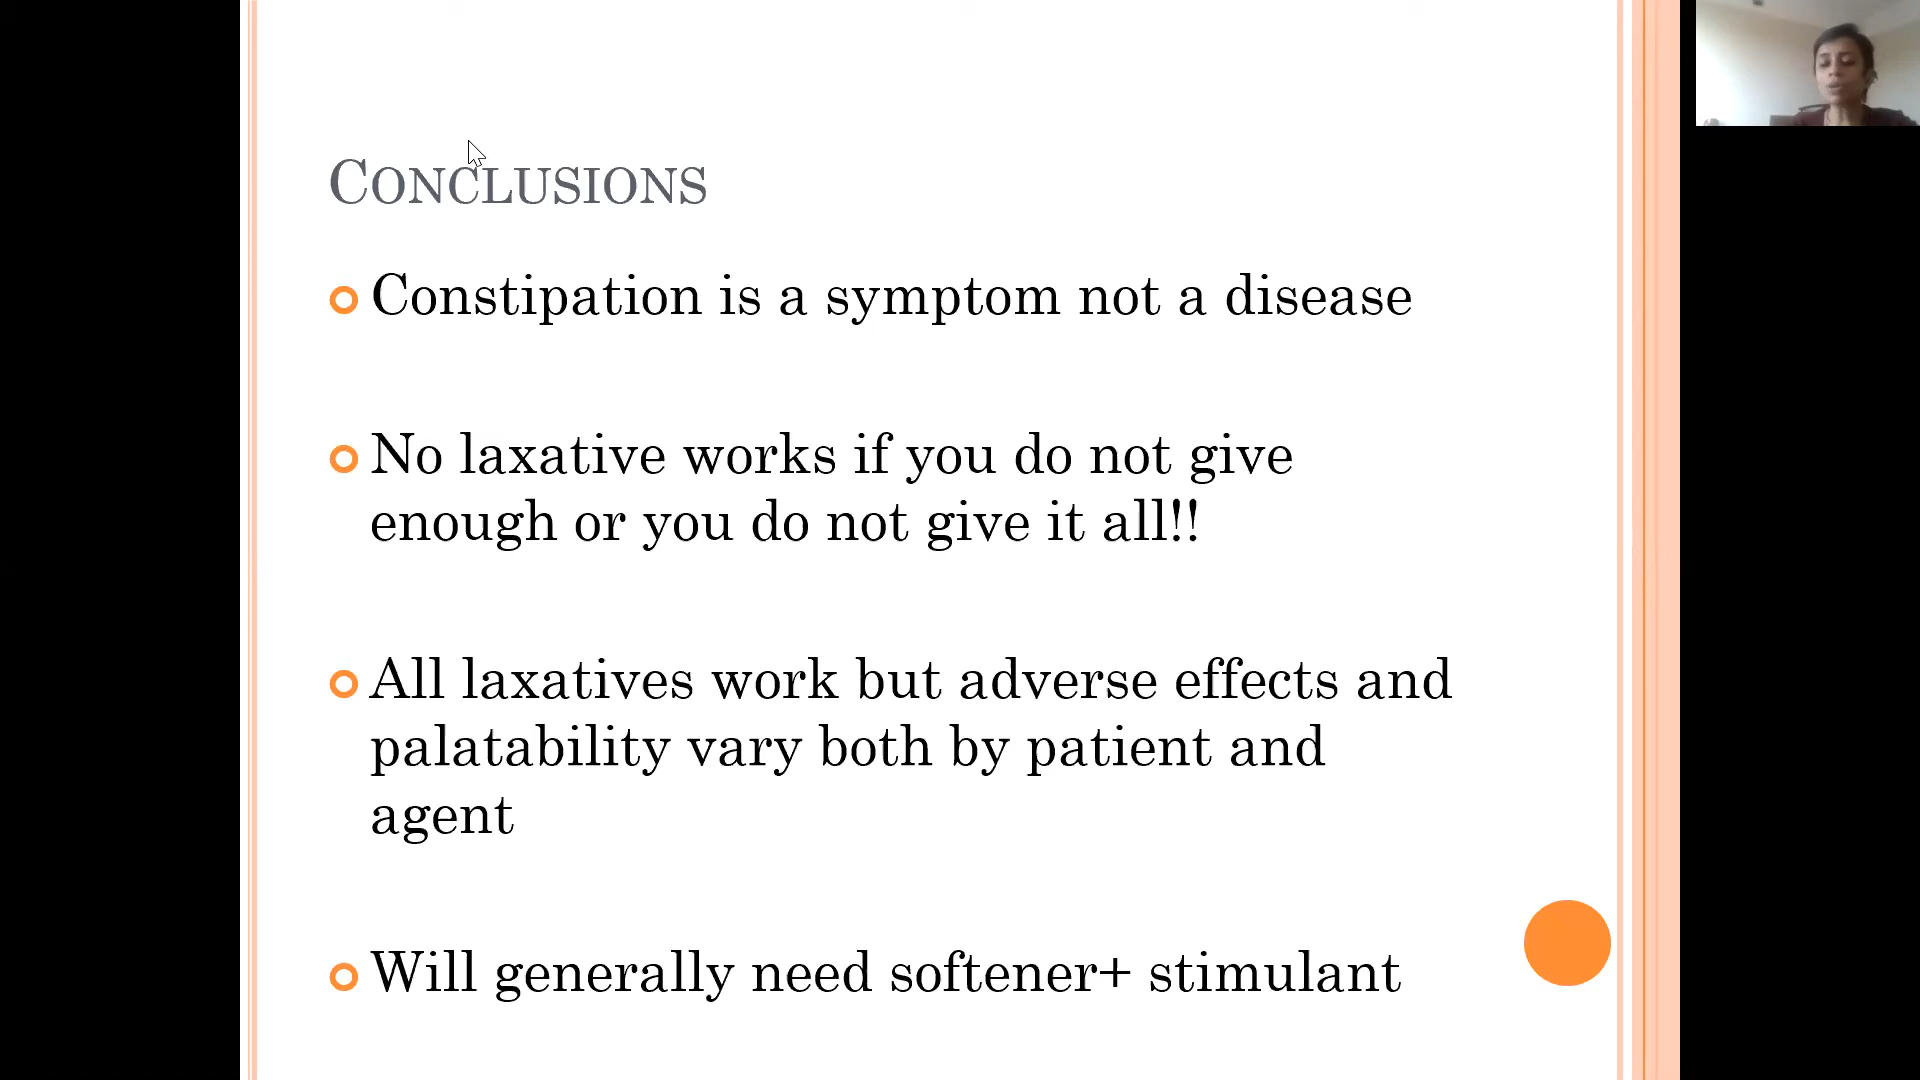 CONCLUSIONS
Constipation is a symptom not a disease
No laxative works if you do not give
enough or you do not give it all!!
All laxatives work but adverse effects and
palatability vary both by patient and
agent
Will generally need softener+ stimulant